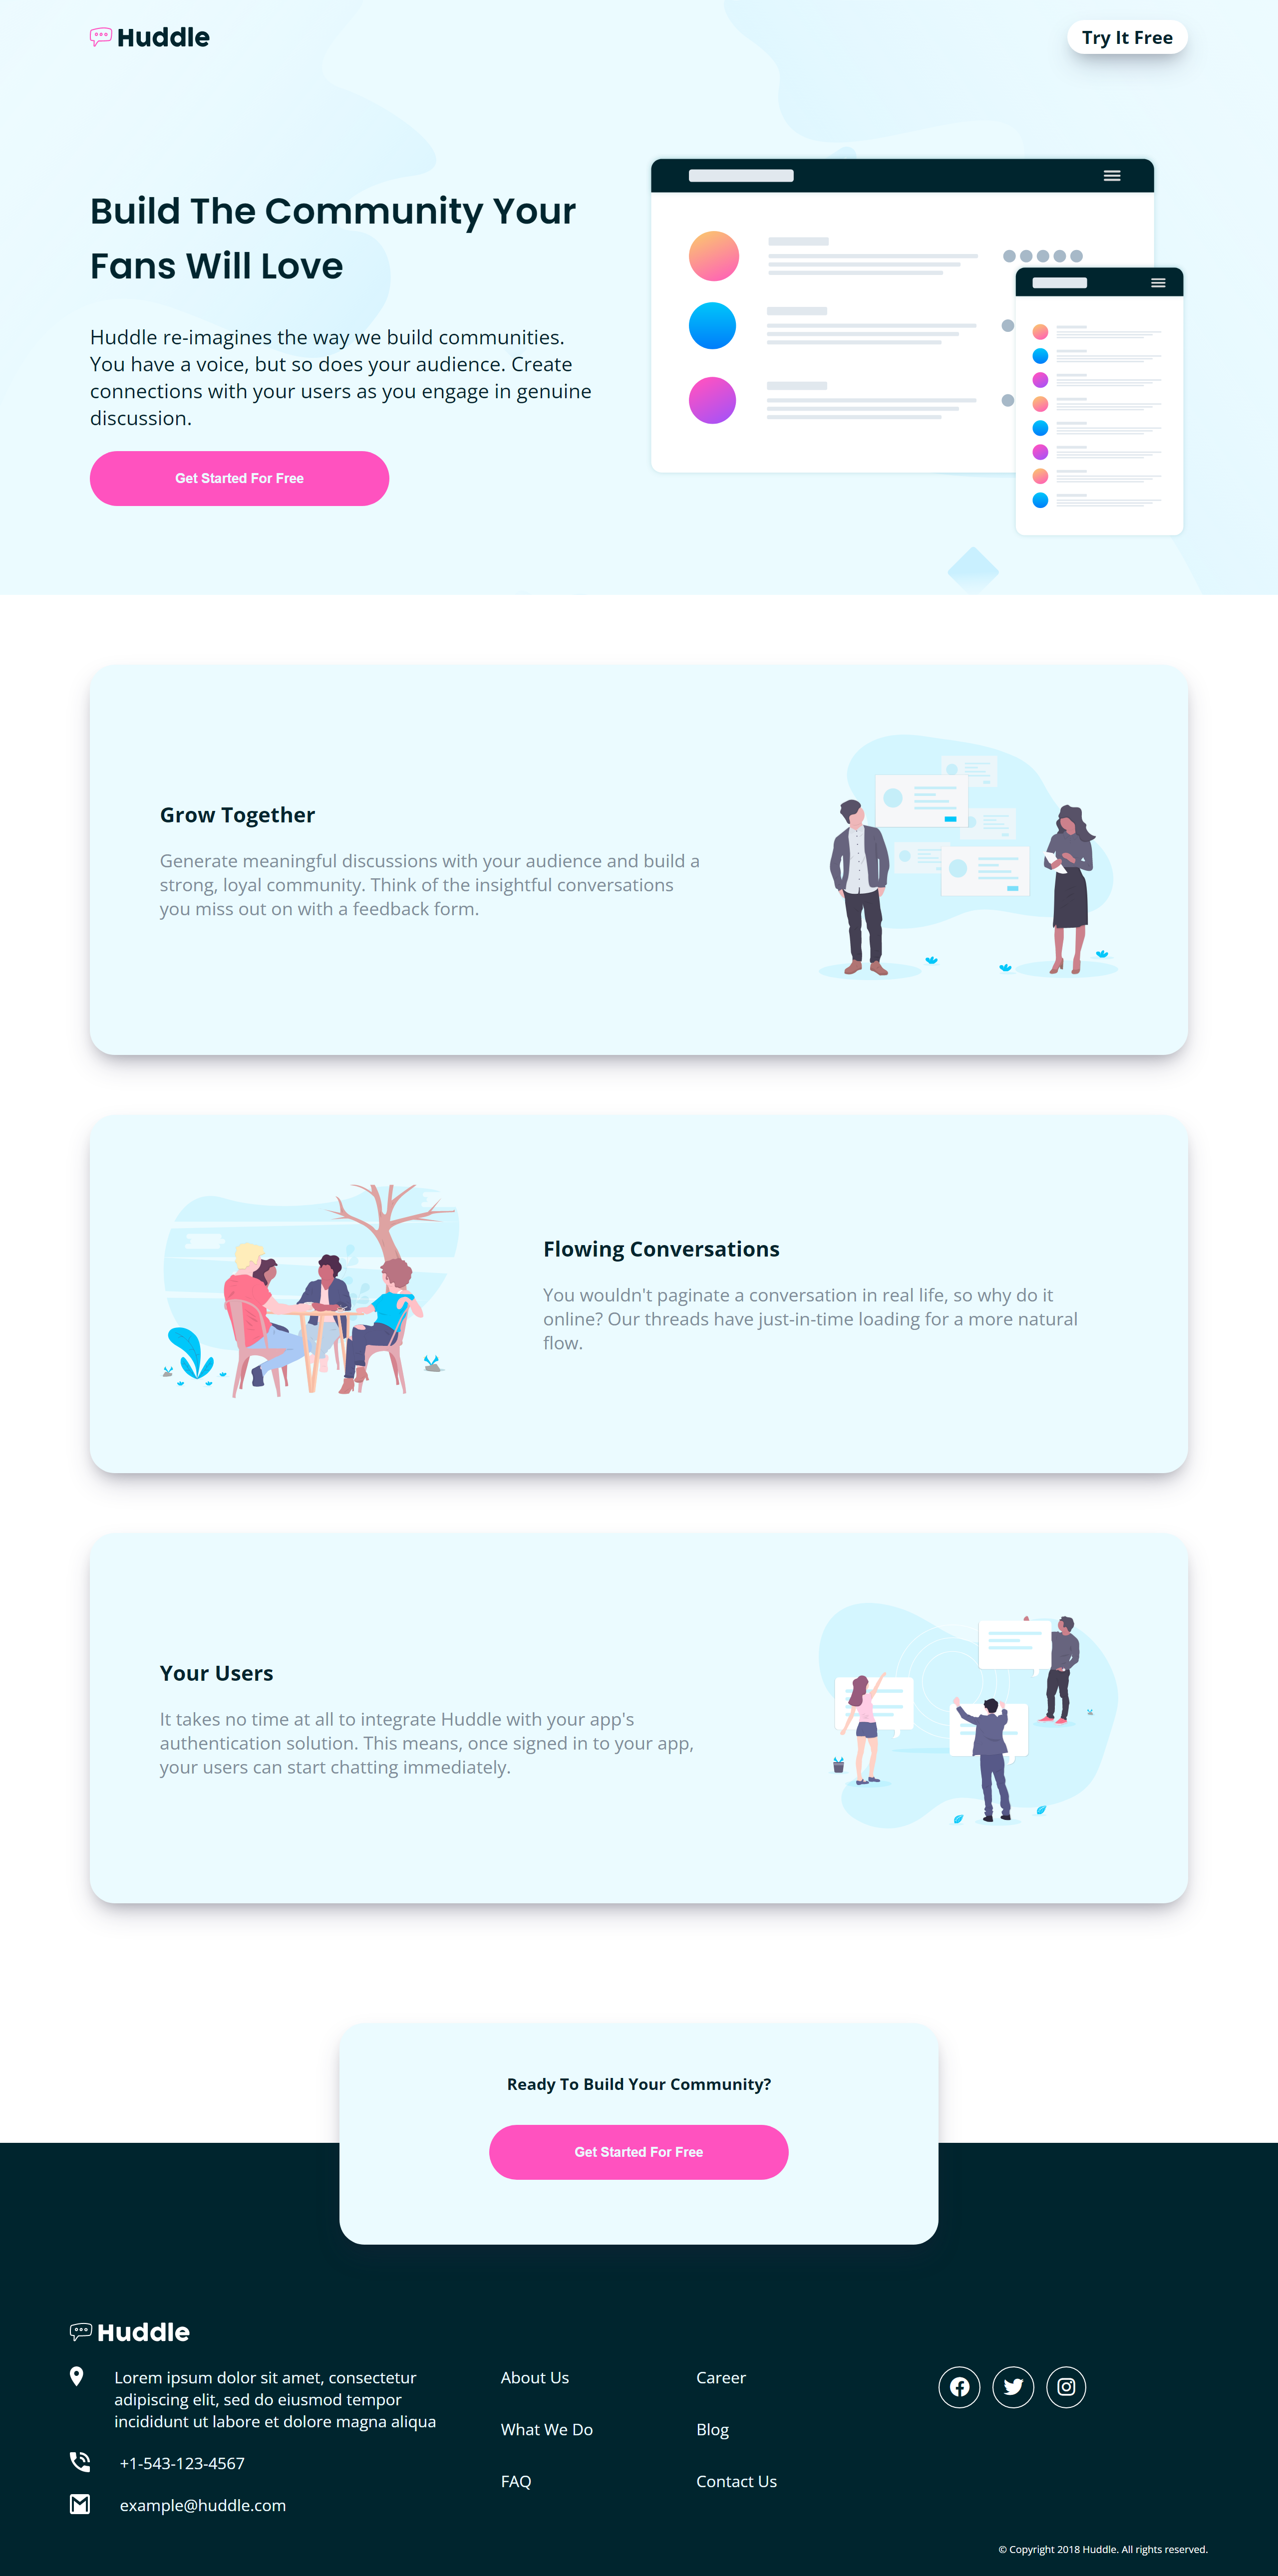 Huddle
Try It Free
Build The Community Your
Fans Will Love
Huddle re-imagines the way we build communities.
You have a voice, but so does your audience. Create
connections with your users as you engage in genuine
discussion.
Get Started For Free
Grow Together
Generate meaningful discussions with your audience and build a
strong, loyal community. Think of the insightful conversations
you miss out on with a feedback form.
Flowing Conversations
You wouldn't paginate a conversation in real life, so why do it
online? Our threads have just-in-time loading for a more natural
flow.
Your Users
It takes no time at all to integrate Huddle with your app's
authentication solution. This means, once signed in to your app,
your users can start chatting immediately.
Ready To Build Your Community?
Get Started For Free
Huddle
Lorem ipsum dolor sit amet, consectetur
adipiscing elit, sed do eiusmod tempor
incididunt ut labore et dolore magna aliqua
+1-543-123-4567
example@huddle.com
About Us
What We Do
FAQ
Career
Blog
Contact Us
© Copyright 2018 Huddle. All rights reserved.